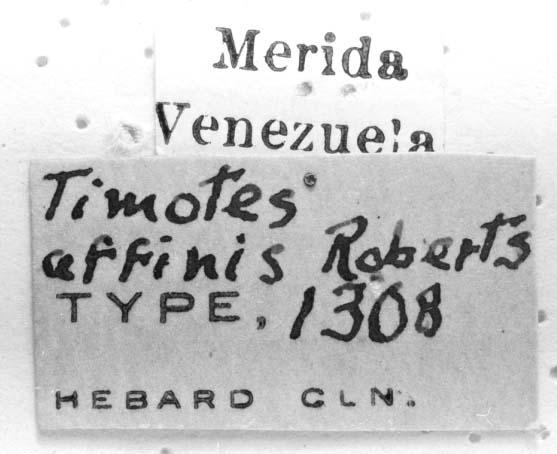 Merida
Venezuela
Timotes
affinis Roberts
TYPE, 1308
HEBARD CLN.